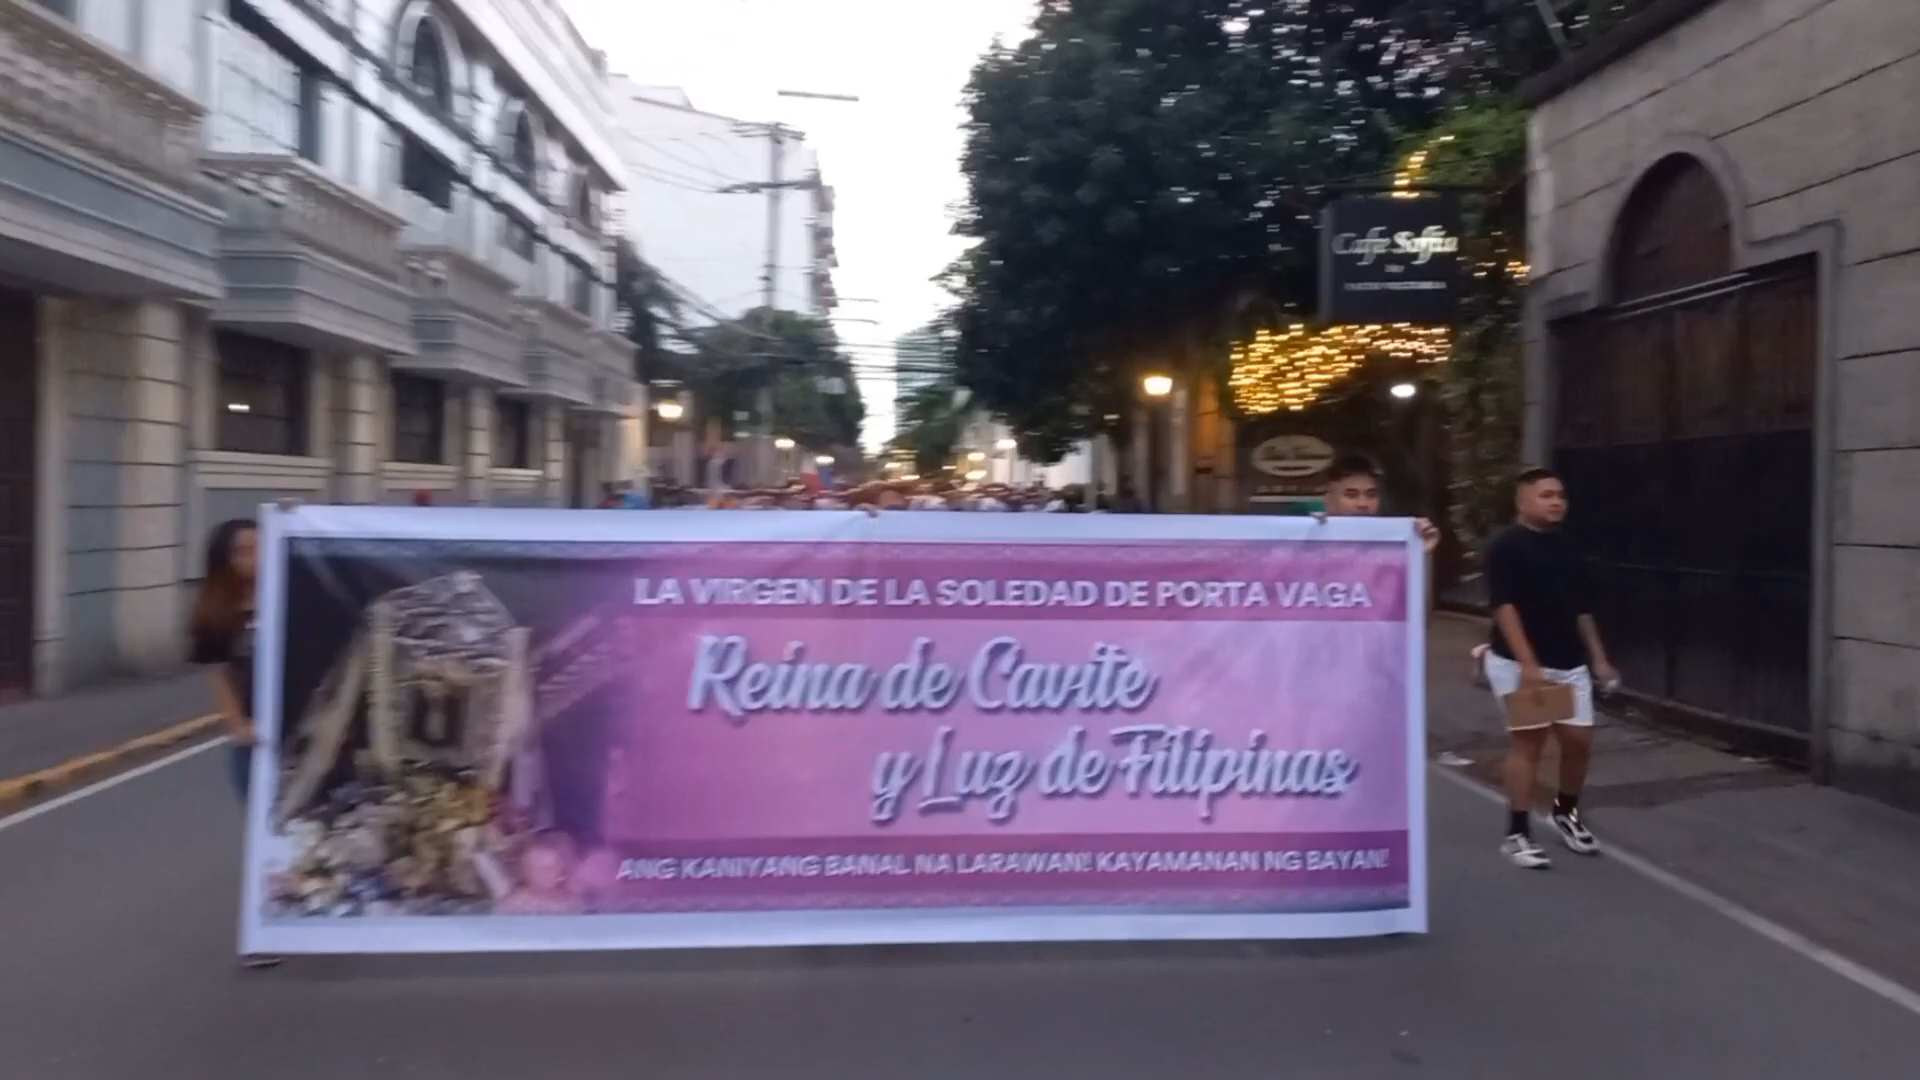 Cafe Sofia
LA VIRGEN DE LA SOLEDAD DE PORTA VAGA
Reina de Cavite
y Luz de Filipinas
ANG KANIYANG BANAL NA LARAWAN! KAYAMANAN NG BAYAN!